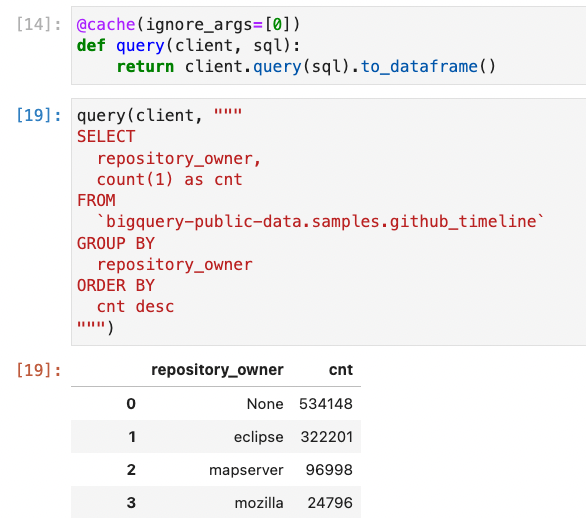 [14]: @cache(ignore_args=[0])
def query(client, sql):
    return client.query(sql).to_dataframe()
[19]: query(client, """
SELECT
  repository_owner,
  count(1) as cnt
FROM
  `bigquery-public-data.samples.github_timeline`
GROUP BY
  repository_owner
ORDER BY
  cnt desc
""")
[19]: repository_owner cnt
0 None 534148
1 eclipse 322201
2 mapserver 96998
3 mozilla 24796